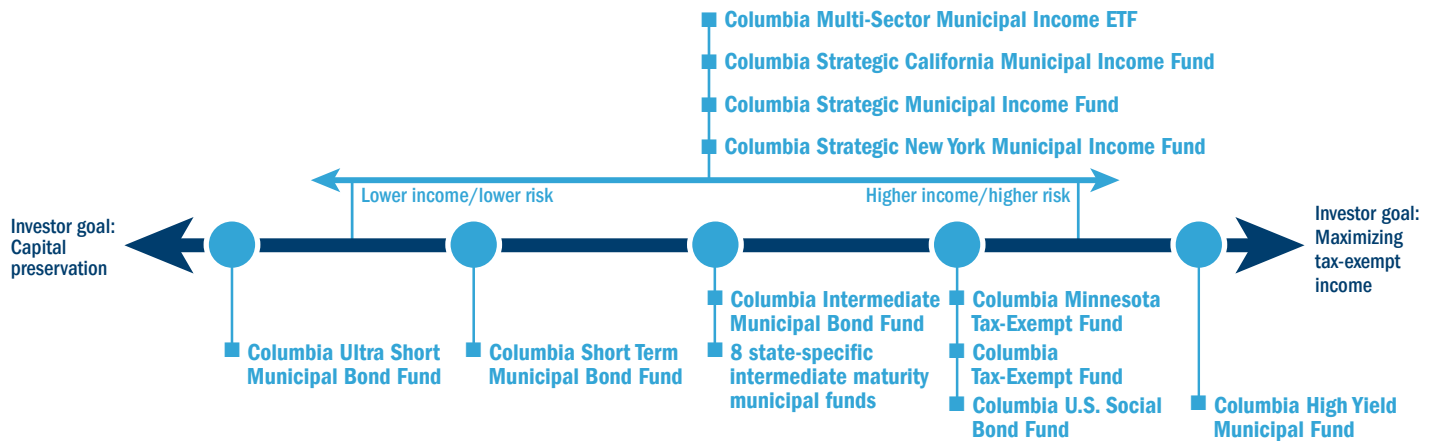 Columbia Multi-Sector Municipal Income ETF
Columbia Strategic California Municipal Income Fund
Columbia Strategic Municipal Income Fund
Columbia Strategic New York Municipal Income Fund
Lower income/lower risk
Higher income/higher risk
Investor goal:
Capital
preservation
Investor goal:
Maximizing
tax-exempt
income
Columbia Ultra Short
Municipal Bond Fund
Columbia Short Term
Municipal Bond Fund
Columbia Intermediate
Municipal Bond Fund
8 state-specific
intermediate maturity
municipal funds
Columbia Minnesota
Tax-Exempt Fund
Columbia
Tax-Exempt Fund
Columbia U.S. Social
Bond Fund
Columbia High Yield
Municipal Fund